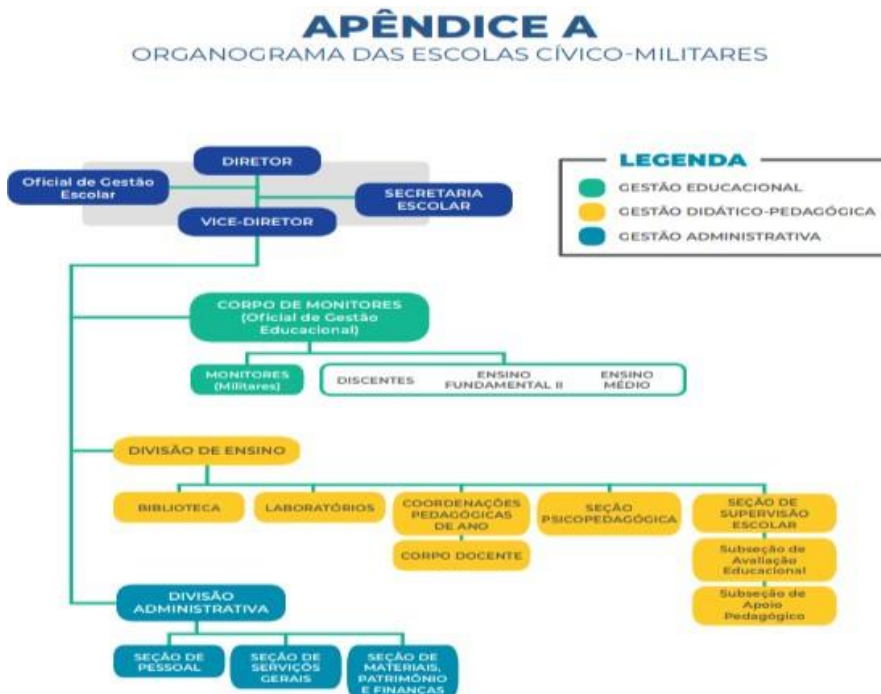 APÊNDICE A
ORGANOGRAMA DAS ESCOLAS CÍVICO-MILITARES
DIRETOR
Oficial de Gestão
Escolar
SECRETARIA
ESCOLAR
VICE-DIRETOR
LEGENDA
GESTÃO EDUCACIONAL
GESTÃO DIDÁTICO-PEDAGÓGICA
GESTÃO ADMINISTRATIVA
CORPO DE MONITORES
(Oficial de Gestão
Educacional)
MONITORES
(Militares)
DISCENTES
ENSINO
FUNDAMENTAL II
ENSINO
MÉDIO
DIVISÃO DE ENSINO
BIBLIOTECA
LABORATÓRIOS
COORDENAÇÕES
PEDAGÓGICAS
DE ANO
CORPO DOCENTE
SEÇÃO
PSICOPEDAGÓGICA
SEÇÃO DE
SUPERVISÃO
ESCOLAR
Subseção de
Avaliação
Educacional
Subseção de
Apoio
Pedagógico
DIVISÃO
ADMINISTRATIVA
SEÇÃO DE
PESSOAL
SEÇÃO DE
SERVIÇOS
GERAIS
SEÇÃO DE
MATERIAIS,
PATRIMÔNIO
E FINANÇAS